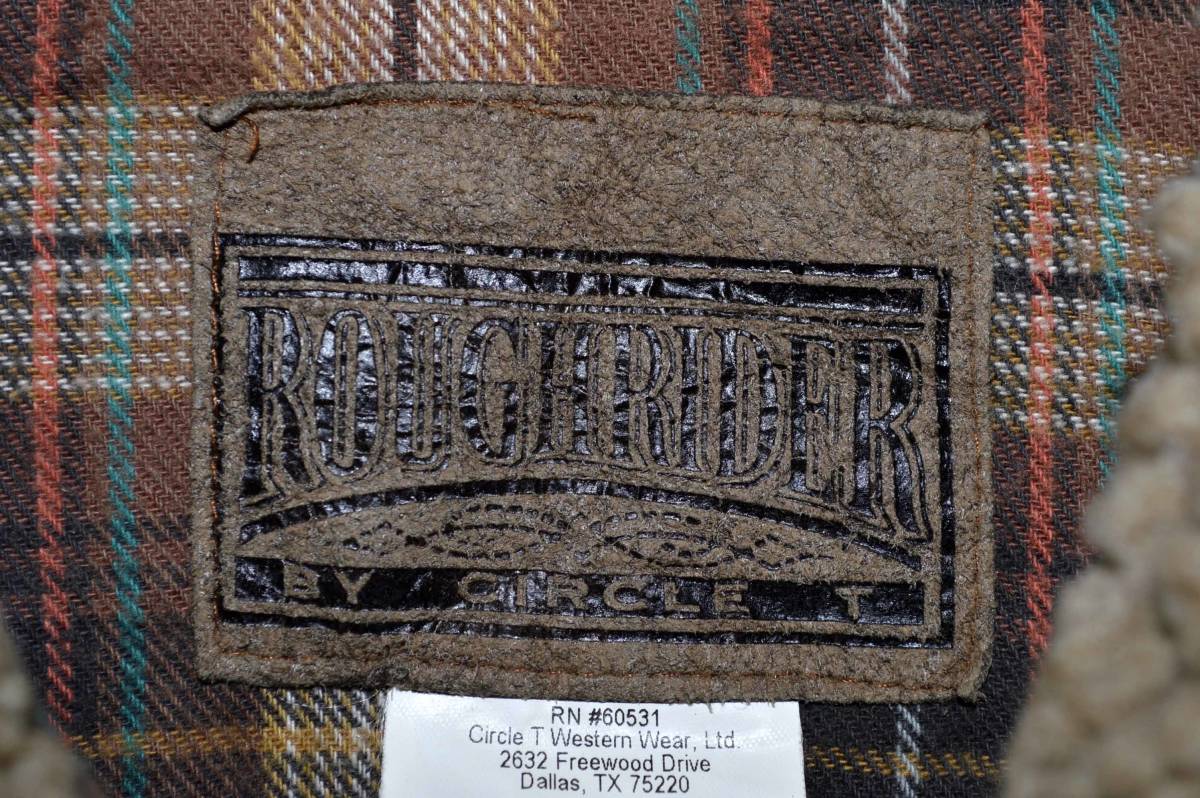 ROUGHRIDER
BY CIRCLE T
RN #60531
Circle T Western Wear, Ltd.
2632 Freewood Drive
Dallas, TX 75220